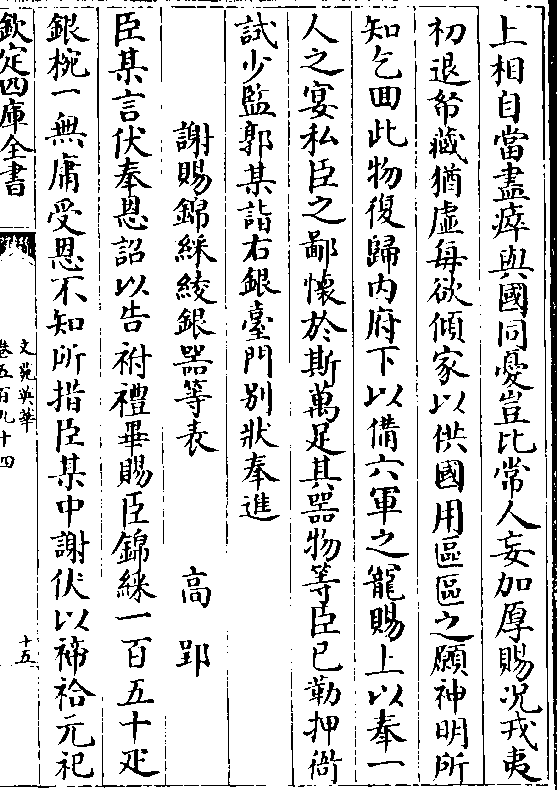 上相自當盡瘁與國同憂豈比常人妄加厚賜况戎夷
初退帑藏猶虚每欲傾家以供國用區區之願神明所
知乞回此物復歸内府下以備六軍之寵賜上以奉一
人之宴私臣之鄙懷於斯萬足其器物等臣已勒押衙
試少監郭某詣右銀臺門别狀奉進
謝賜錦綵綾銀器等表 高郢
臣某言伏奉恩詔以告祔禮畢賜臣錦綵一百五十疋
銀椀一無庸受恩不知所措臣某中謝伏以禘祫元祀
欽定四庫全書
文苑英華
卷五百九十四
十五